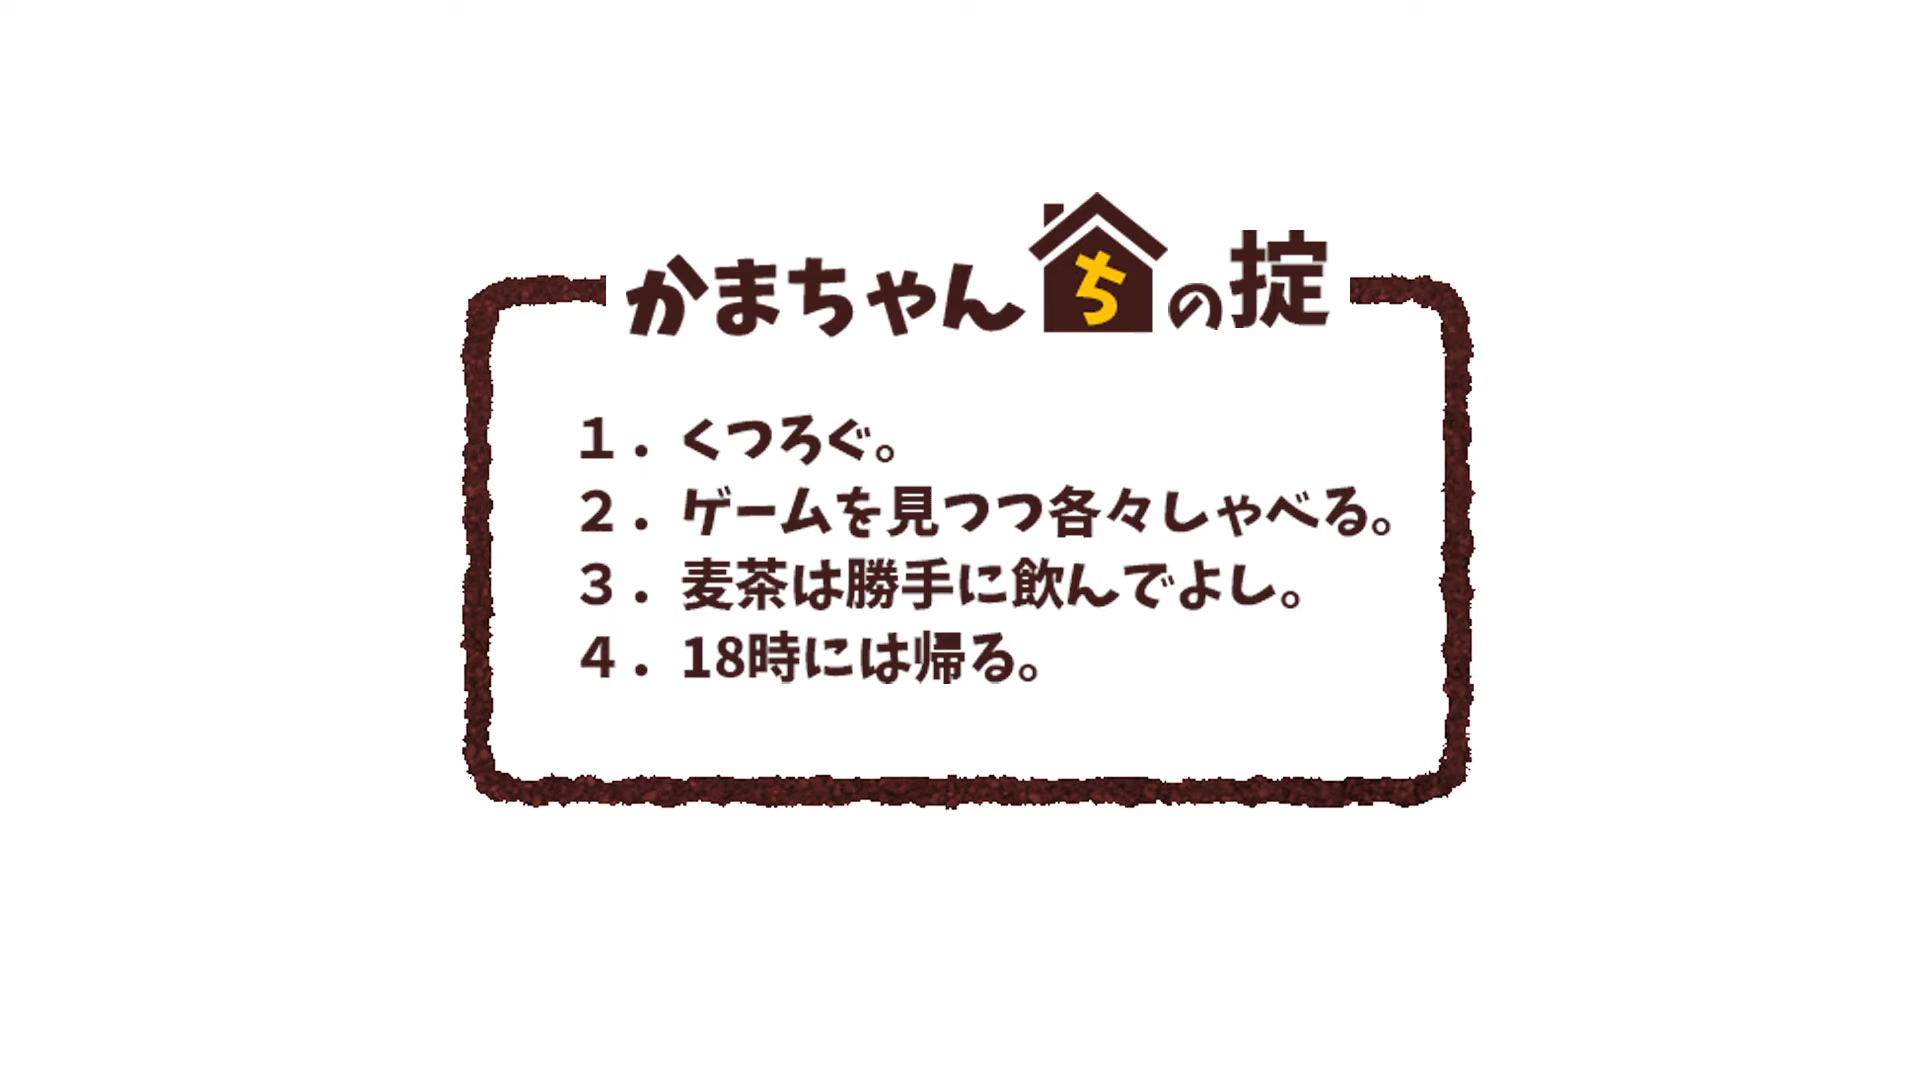 かまちゃんちの掟
１．くつろぐ。
２．ゲームを見つつ各々しゃべる。
３．麦茶は勝手に飲んでよし。
４．18時には帰る。